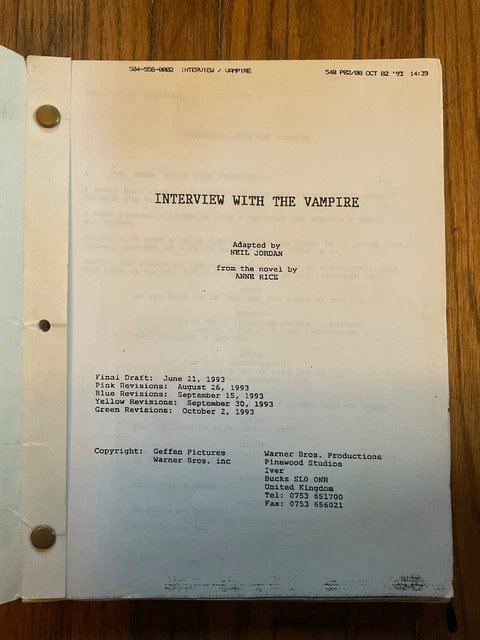 504-558-0002 INTERVIEW / VAMPIRE 548 P02/08 OCT 02 '93 14:39
INTERVIEW WITH THE VAMPIRE
Adapted by
NEIL JORDAN
from the novel by
ANNE RICE
Final Draft: June 21, 1993
Pink Revisions: August 26, 1993
Blue Revisions: September 15, 1993
Yellow Revisions: September 30, 1993
Green Revisions: October 2, 1993
Copyright: Geffen Pictures
Warner Bros. inc
Warner Bros. Productions
Pinewood Studios
Iver
Bucks SL0 0NH
United Kingdom
Tel: 0753 651700
Fax: 0753 656021